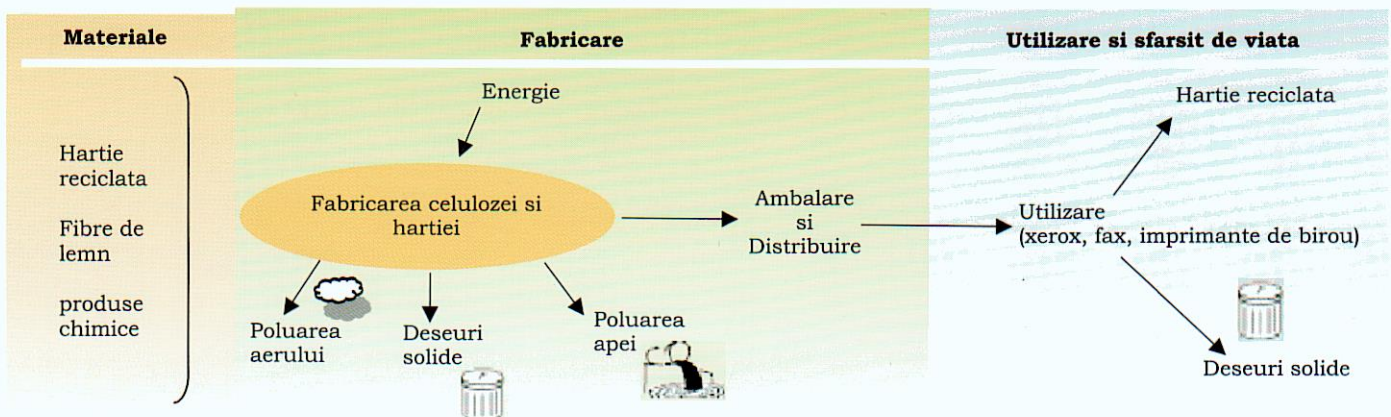 Materiale
Fabricare
Utilizare si sfarsit de viata
Hartie
reciclata
Fibre de
lemn
produse
chimice
Energie
Fabricarea celulozei si
hartiei
Poluarea
aerului
Deseuri
solide
Poluarea
apei
Ambalare
si
Distribuire
Hartie reciclata
Utilizare
(xerox, fax, imprimante de birou)
Deseuri solide